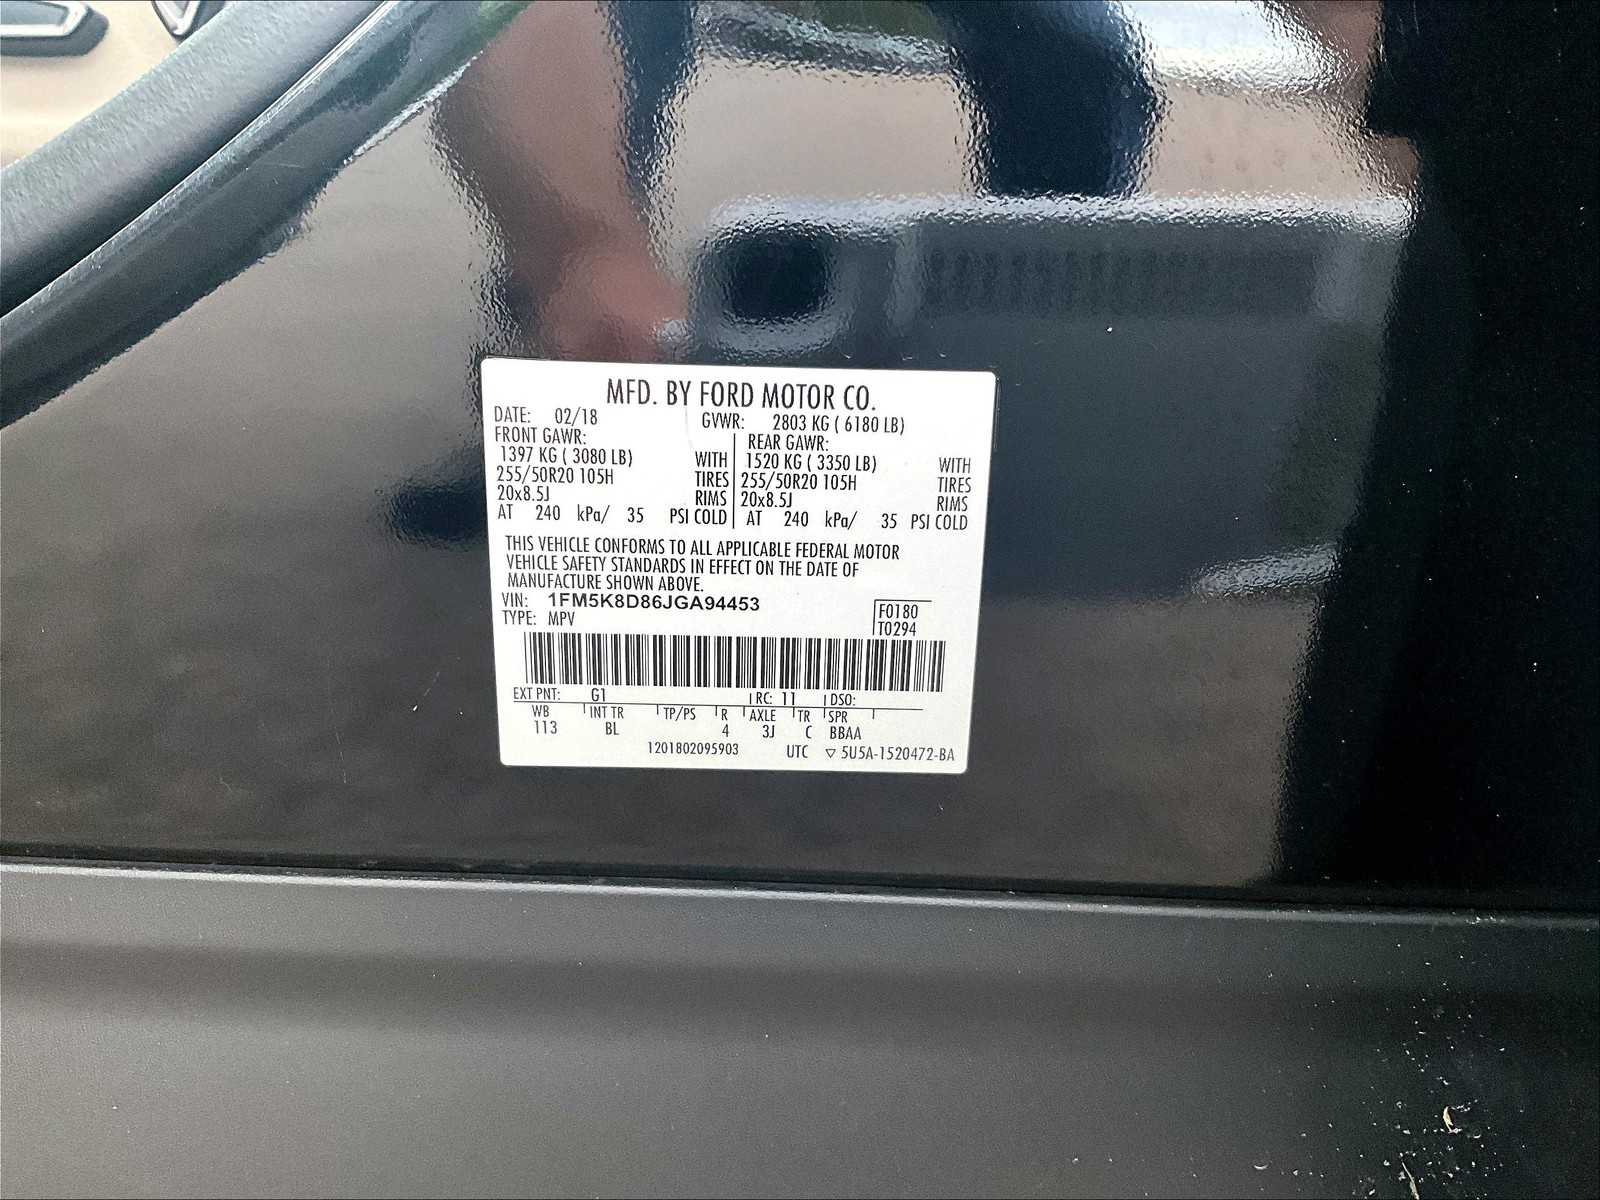 MFD. BY FORD MOTOR CO.
DATE: 02/18 GVWR: 2803 KG ( 6180 LB)
FRONT GAWR: REAR GAWR:
1397 KG ( 3080 LB) WITH 1520 KG ( 3350 LB) WITH
255/50R20 105H TIRES 255/50R20 105H TIRES
20x8.5J RIMS 20x8.5J RIMS
AT 240 kPa/ 35 PSI COLD AT 240 kPa/ 35 PSI COLD
THIS VEHICLE CONFORMS TO ALL APPLICABLE FEDERAL MOTOR
VEHICLE SAFETY STANDARDS IN EFFECT ON THE DATE OF
MANUFACTURE SHOWN ABOVE.
VIN: 1FM5K8D86JGA94453 F0180
TYPE: MPV T0294
EXT PNT: G1 RC: 11 DSO:
WB INT TR TP/PS R AXLE TR SPR
113 BL 4 3J C BBAA
1201802095903 UTC ▽ 5U5A-1520472-BA